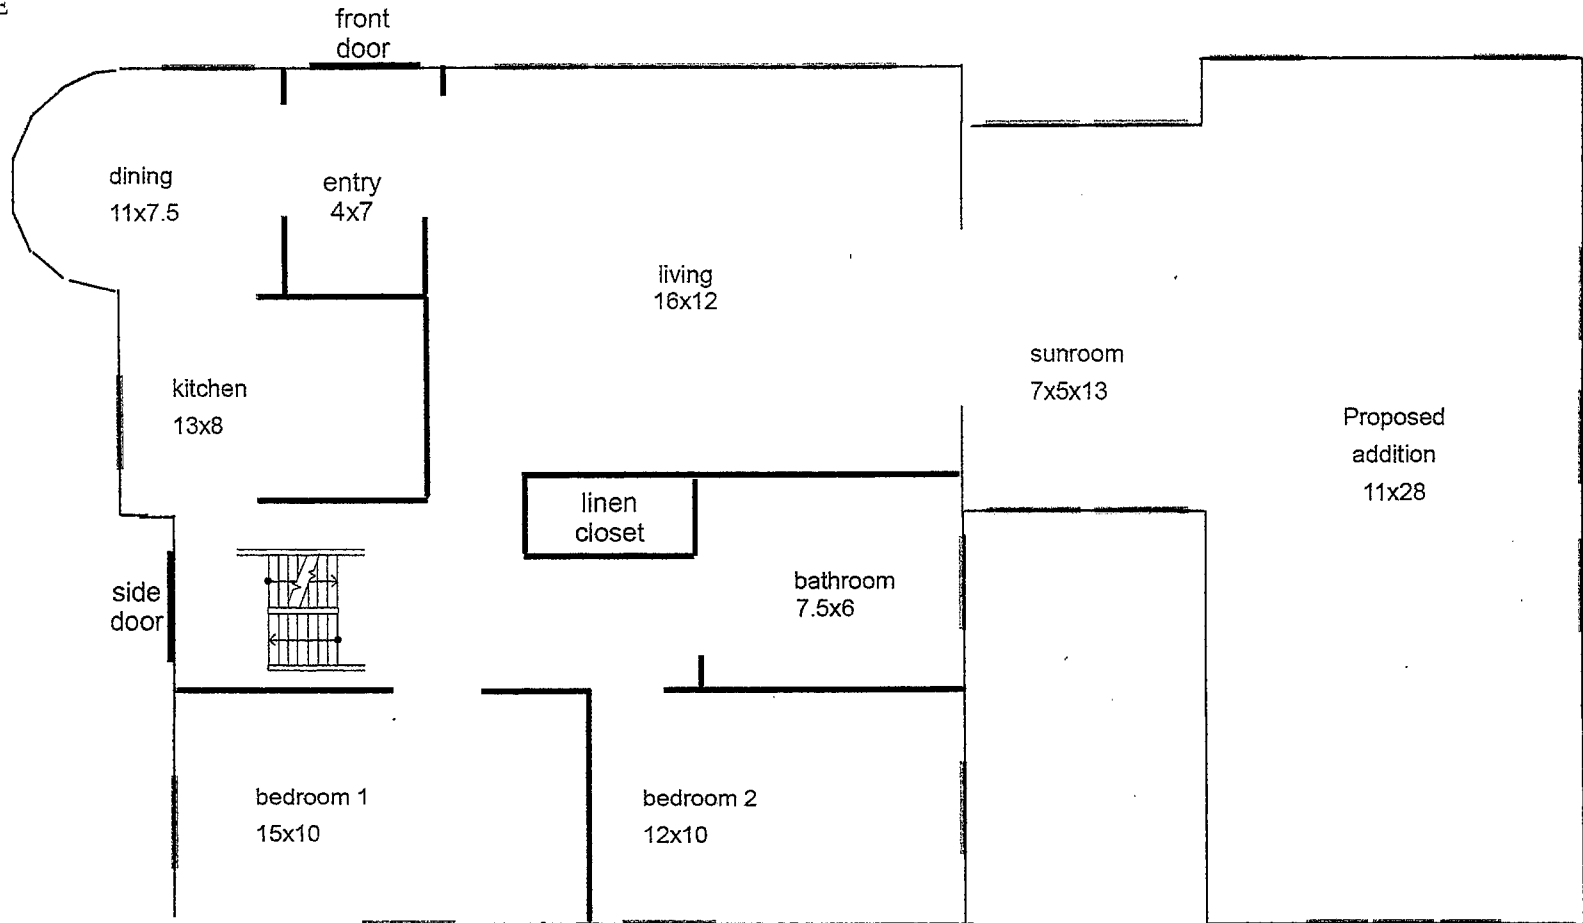 E
front
door
dining
11x7.5
entry
4x7
living
16x12
sunroom
7x5x13
kitchen
13x8
Proposed
addition
11x28
linen
closet
bathroom
7.5x6
side
door
bedroom 1
15x10
bedroom 2
12x10